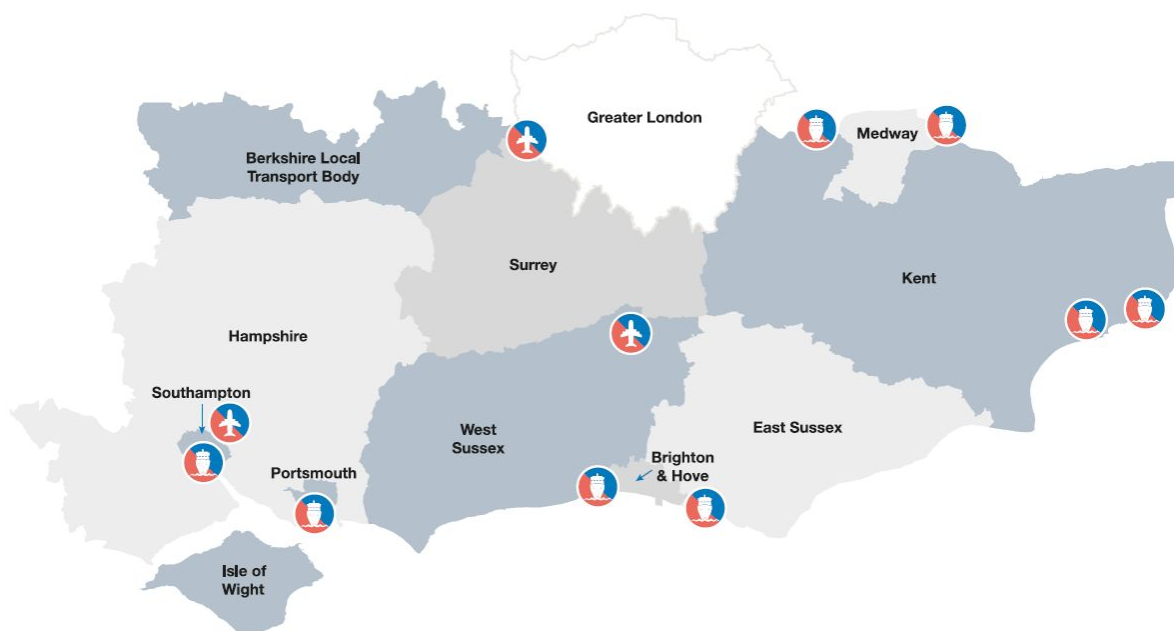 Greater London
Medway
Berkshire Local
Transport Body
Surrey
Kent
Hampshire
Southampton
West
Sussex
East Sussex
Brighton
& Hove
Portsmouth
Isle of
Wight